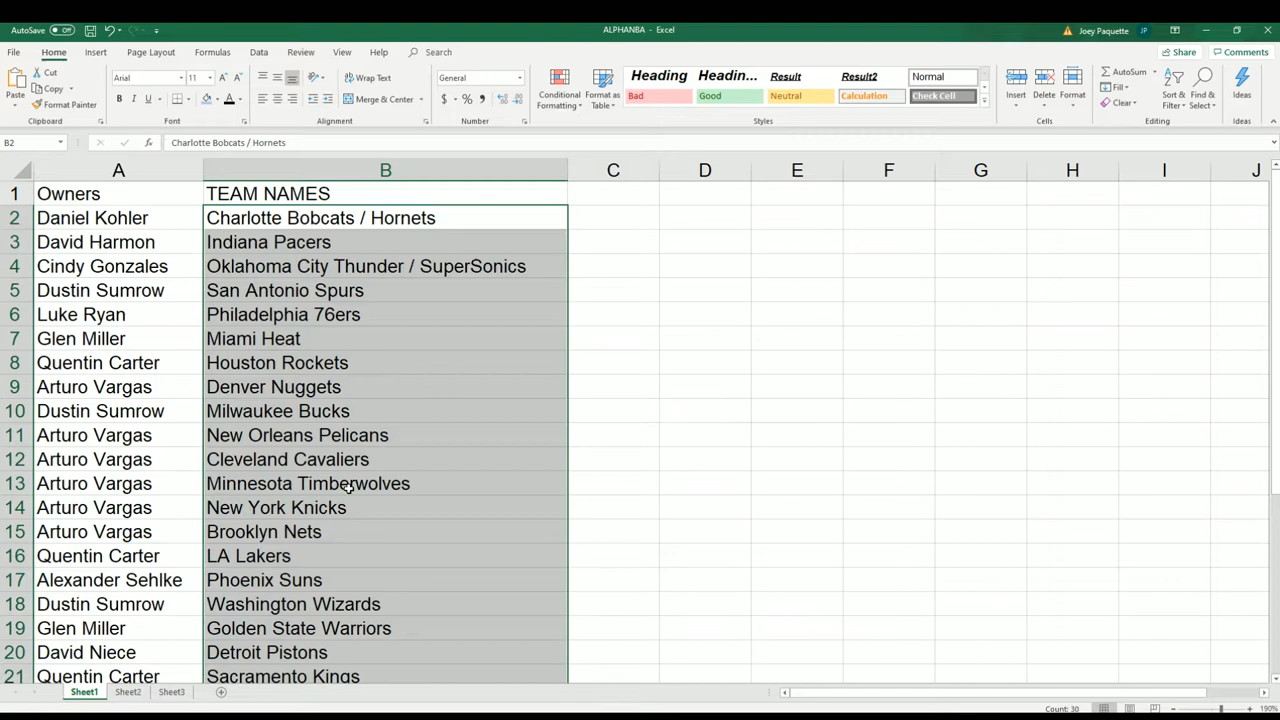 AutoSave Off
ALPHANBA - Excel
Joey Paquette JP
File Home Insert Page Layout Formulas Data Review View Help Search
Share Comments
Paste
Cut
Copy
Format Painter
Clipboard
Arial 11
B I U
Font
Wrap Text
Merge & Center
Alignment
General
$ % ,
Number
Conditional Formatting
Format as Table
Heading Headin... Result Result2 Normal
Bad Good Neutral Calculation Check Cell
Styles
Insert Delete Format
Cells
AutoSum
Fill
Clear
Sort & Filter
Find & Select
Editing
Ideas
Ideas
B2 fx Charlotte Bobcats / Hornets
A B C D E F G H I J
1 Owners TEAM NAMES
2 Daniel Kohler Charlotte Bobcats / Hornets
3 David Harmon Indiana Pacers
4 Cindy Gonzales Oklahoma City Thunder / SuperSonics
5 Dustin Sumrow San Antonio Spurs
6 Luke Ryan Philadelphia 76ers
7 Glen Miller Miami Heat
8 Quentin Carter Houston Rockets
9 Arturo Vargas Denver Nuggets
10 Dustin Sumrow Milwaukee Bucks
11 Arturo Vargas New Orleans Pelicans
12 Arturo Vargas Cleveland Cavaliers
13 Arturo Vargas Minnesota Timberwolves
14 Arturo Vargas New York Knicks
15 Arturo Vargas Brooklyn Nets
16 Quentin Carter LA Lakers
17 Alexander Sehlke Phoenix Suns
18 Dustin Sumrow Washington Wizards
19 Glen Miller Golden State Warriors
20 David Niece Detroit Pistons
21 Quentin Carter Sacramento Kings
Sheet1 Sheet2 Sheet3
Count: 30
190%